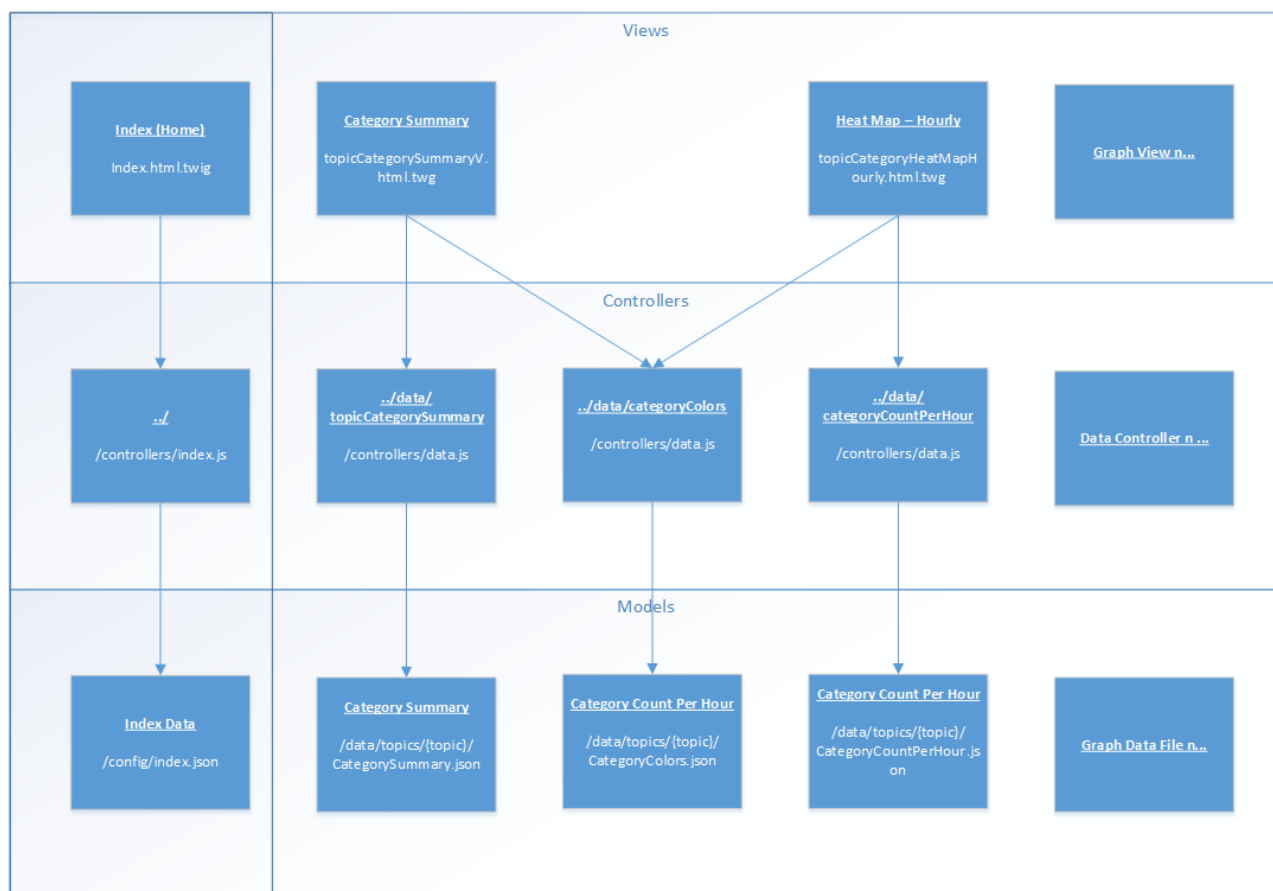 Views
Index (Home)
Index.html.twig
Category Summary
topicCategorySummaryV.
html.twg
Heat Map – Hourly
topicCategoryHeatMapH
ourly.html.twg
Graph View n...
Controllers
../
/controllers/index.js
../data/
topicCategorySummary
/controllers/data.js
../data/categoryColors
/controllers/data.js
../data/
categoryCountPerHour
/controllers/data.js
Data Controller n ...
Models
Index Data
/config/index.json
Category Summary
/data/topics/{topic}/
CategorySummary.json
Category Count Per Hour
/data/topics/{topic}/
CategoryColors.json
Category Count Per Hour
/data/topics/{topic}/
CategoryCountPerHour.js
on
Graph Data File n...